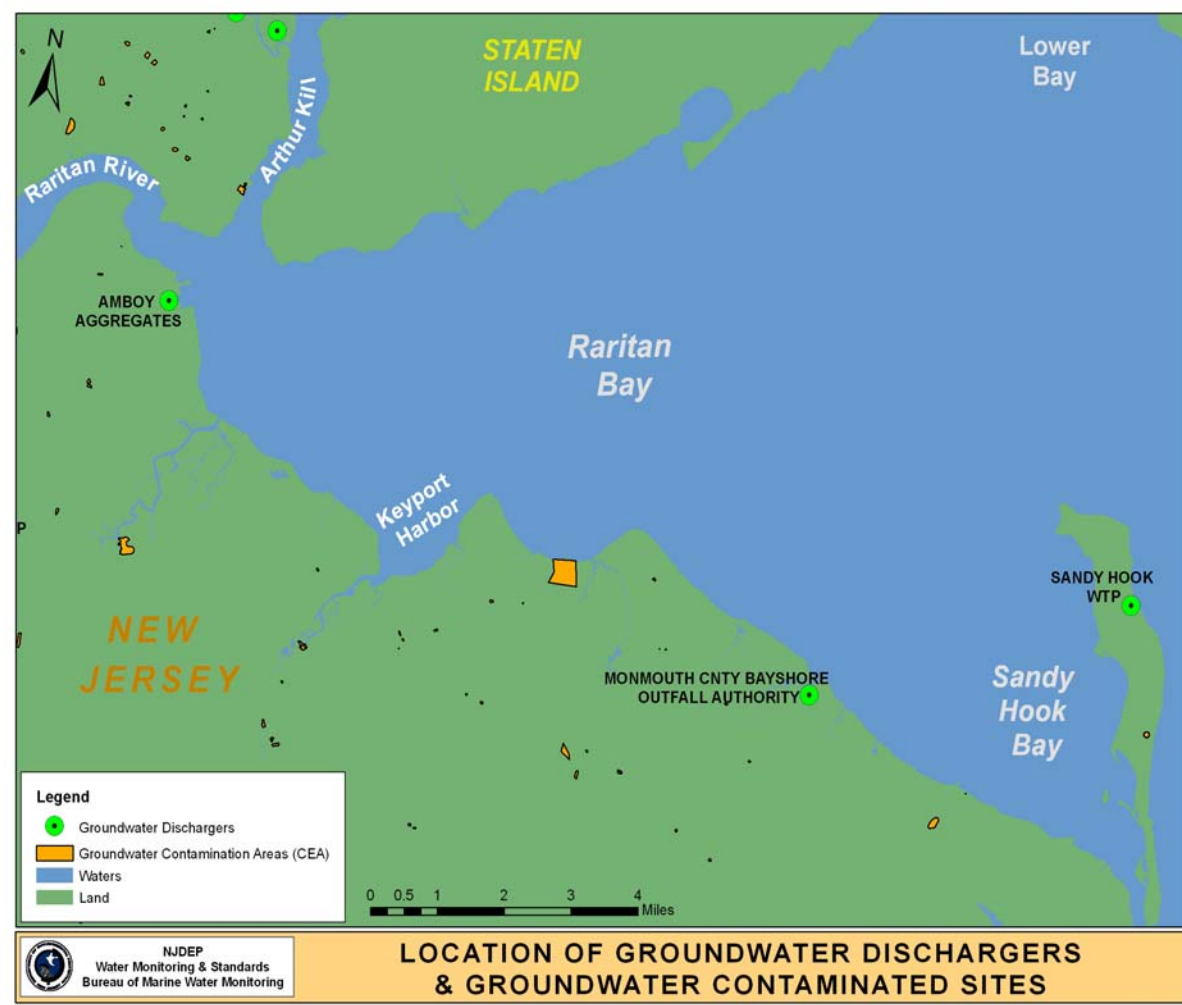 N
STATEN
ISLAND
Lower
Bay
Arthur Kill
Raritan River
AMBOY
AGGREGATES
Raritan
Bay
Keyport
Harbor
P
SANDY HOOK
WTP
NEW
JERSEY
MONMOUTH CNTY BAYSHORE
OUTFALL AUTHORITY
Sandy
Hook
Bay
Legend
Groundwater Dischargers
Groundwater Contamination Areas (CEA)
Waters
Land
0 0.5 1 2 3 4
Miles
NJDEP
Water Monitoring & Standards
Bureau of Marine Water Monitoring
LOCATION OF GROUNDWATER DISCHARGERS
& GROUNDWATER CONTAMINATED SITES